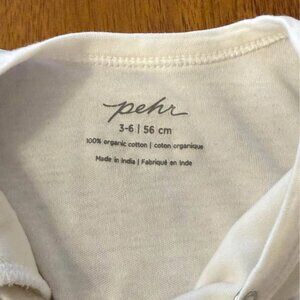 pehr
3-6 | 56 cm
100% organic cotton | coton organique
Made in India | Fabriqué en Inde